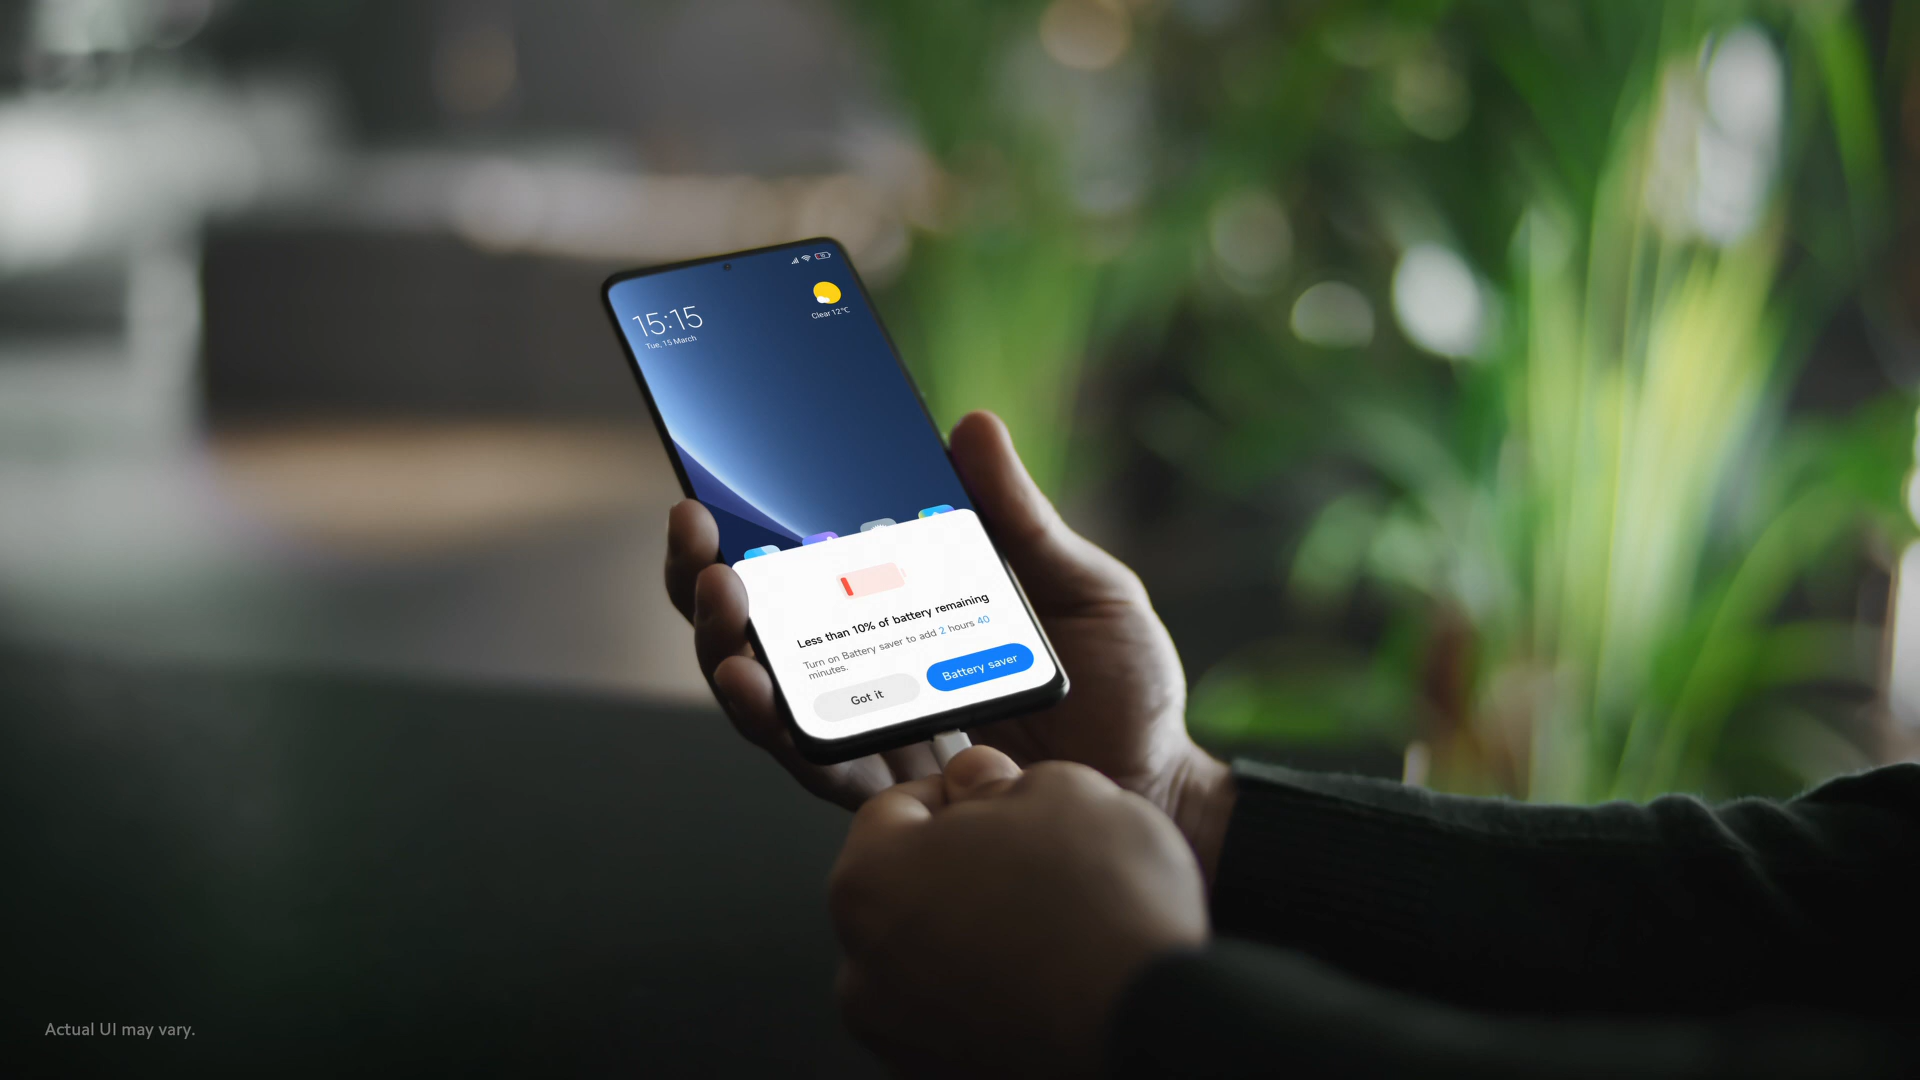 15:15
Tue, 15 March
Clear 12°C
Less than 10% of battery remaining
Turn on Battery saver to add 2 hours 40
minutes.
Got it
Battery saver
Actual UI may vary.